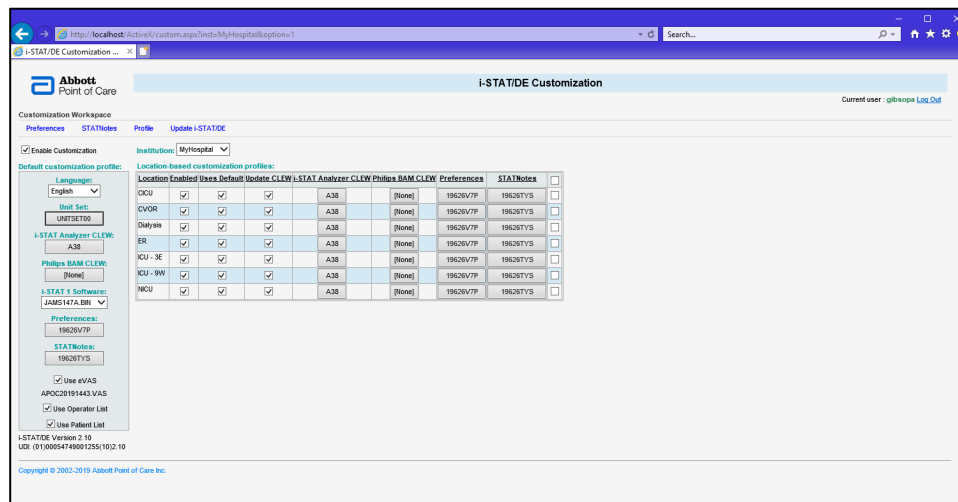 http://localhost/ActiveX/custom.aspx?inst=MyHospital&option=1
Search...
i-STAT/DE Customization ...
Abbott
Point of Care
i-STAT/DE Customization
Current user : gibsopa Log Out
Customization Workspace
Preferences STATNotes Profile Update i-STAT/DE
Enable Customization
Institution: MyHospital
Default customization profile:
Language:
English
Unit Set:
UNITSET00
i-STAT Analyzer CLEW:
A38
Philips BAM CLEW:
[None]
i-STAT 1 Software:
JAMS147A.BIN
Preferences:
19626V7P
STATNotes:
19626TYS
Use eVAS
APOC20191443.VAS
Use Operator List
Use Patient List
Location-based customization profiles:
Location Enabled Uses Default Update CLEW i-STAT Analyzer CLEW Philips BAM CLEW Preferences STATNotes
CICU A38 [None] 19626V7P 19626TYS
CVOR A38 [None] 19626V7P 19626TYS
Dialysis A38 [None] 19626V7P 19626TYS
ER A38 [None] 19626V7P 19626TYS
ICU - 3E A38 [None] 19626V7P 19626TYS
ICU - 9W A38 [None] 19626V7P 19626TYS
NICU A38 [None] 19626V7P 19626TYS
i-STAT/DE Version 2.10
UDI: (01)00054749001255(10)2.10
Copyright © 2002-2019 Abbott Point of Care Inc.